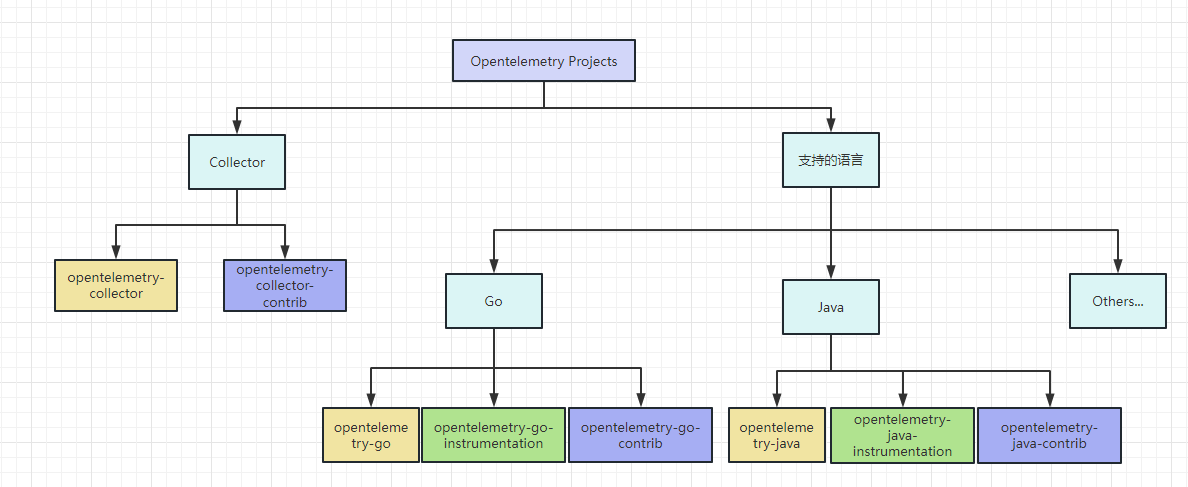 Opentelemetry Projects
Collector
支持的语言
opentelemetry-
collector
opentelemetry-
collector-
contrib
Go
Java
Others...
openteleme
try-go
opentelemetry-go-
instrumentation
opentelemetry-go-
contrib
openteleme
try-java
opentelemetry-
java-
instrumentation
opentelemetry-
java-contrib